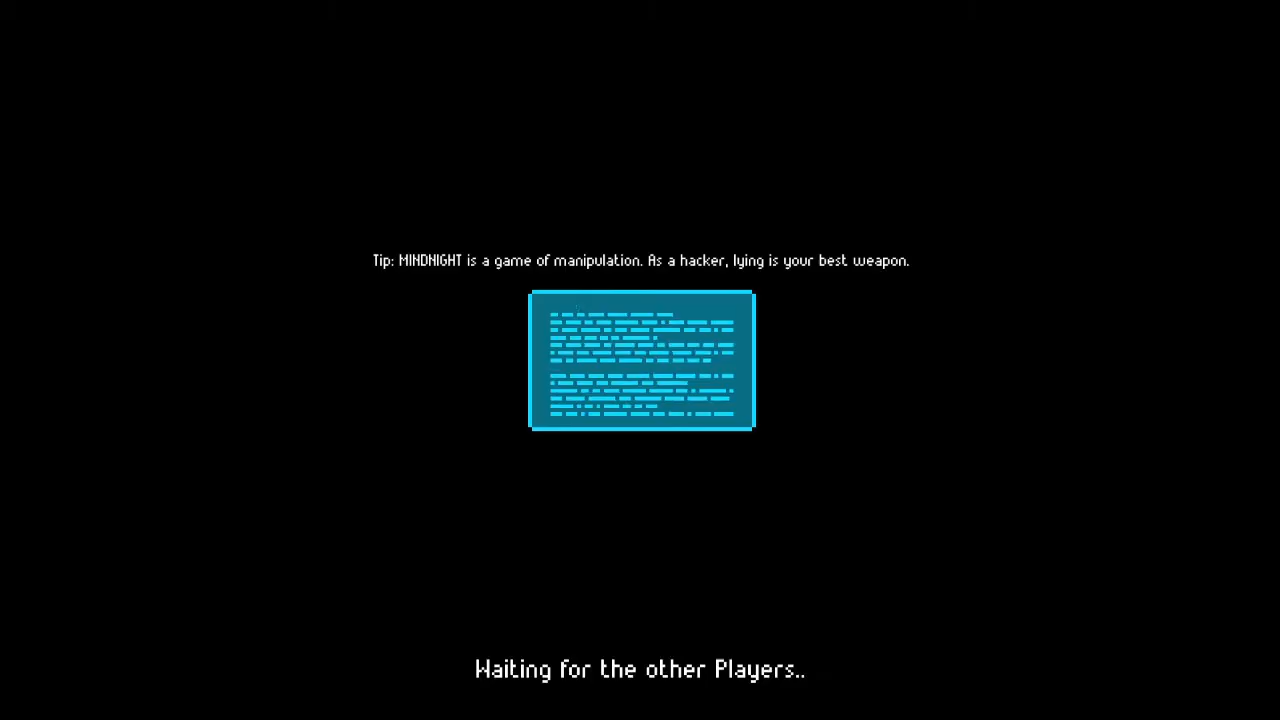 Tip: MINDNIGHT is a game of manipulation. As a hacker, lying is your best weapon.
Waiting for the other Players..